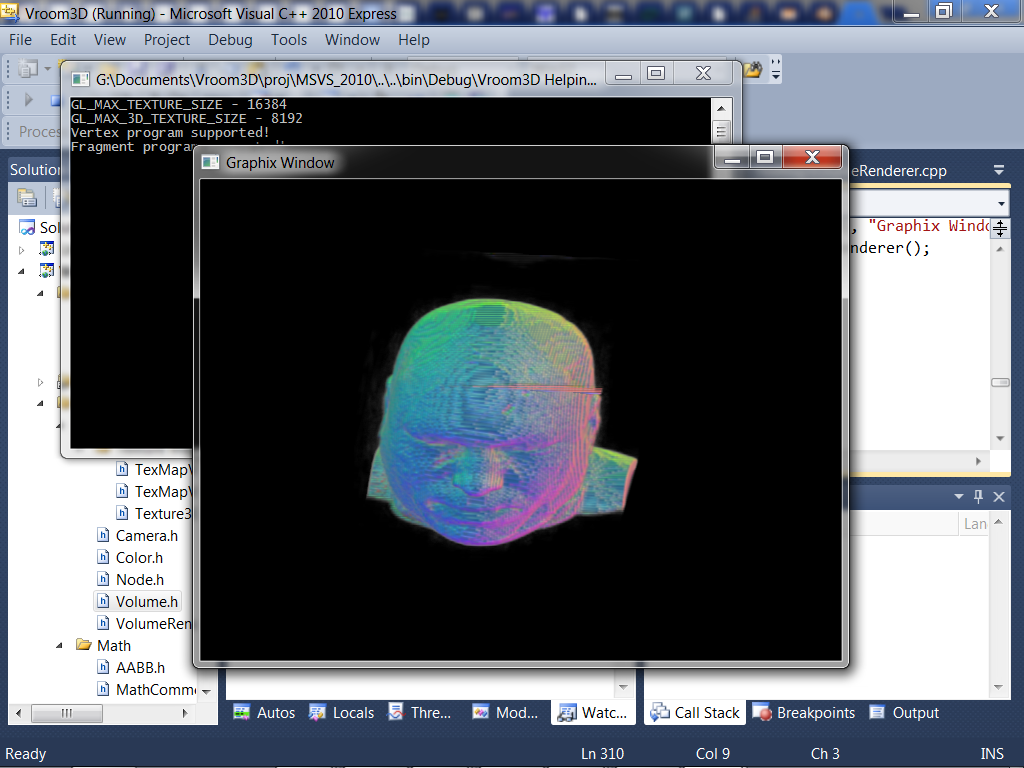 Vroom3D (Running) - Microsoft Visual C++ 2010 Express
File Edit View Project Debug Tools Window Help
G:\Documents\Vroom3D\proj\MSVS_2010\..\..\bin\Debug\Vroom3D Helpin...
GL_MAX_TEXTURE_SIZE - 16384
GL_MAX_3D_TEXTURE_SIZE - 8192
Vertex program supported!
Fragment program
Proces
Graphix Window
Solution
eRenderer.cpp
, "Graphix Windo
nderer();
Sol
TexMapV
TexMapV
Texture3
Camera.h
Color.h
Node.h
Volume.h
VolumeRen
Math
AABB.h
MathComm
Lan
Autos Locals Thre... Mod... Watc... Call Stack Breakpoints Output
Ready Ln 310 Col 9 Ch 3 INS